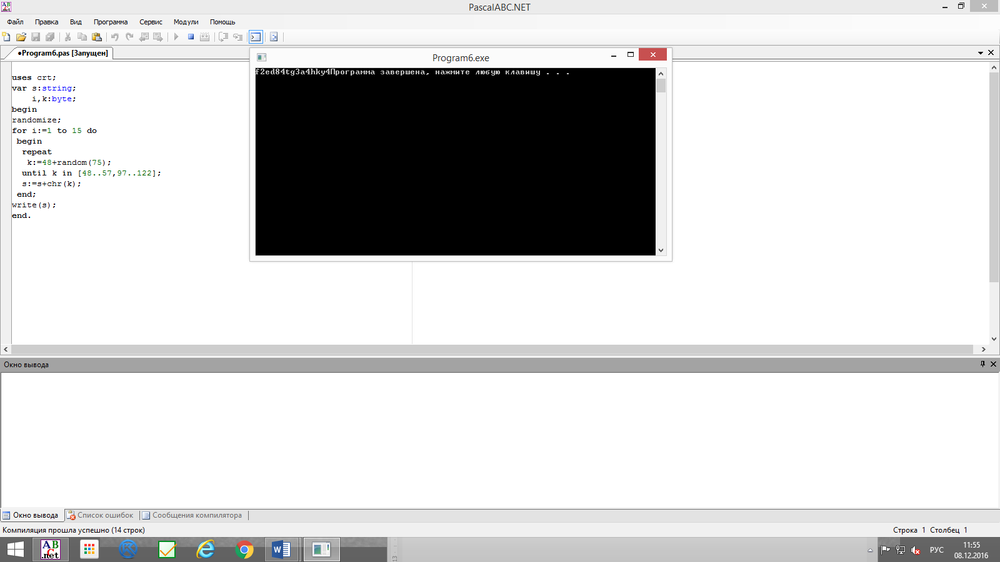 PascalABC.NET
Файл Правка Вид Программа Сервис Модули Помощь
•Program6.pas [Запущен]
Program6.exe
f2ed84tg3a4hky4Программа завершена, нажмите любую клавишу . . .
uses crt;
var s:string;
i,k:byte;
begin
randomize;
for i:=1 to 15 do
begin
repeat
k:=48+random(75);
until k in [48..57,97..122];
s:=s+chr(k);
end;
write(s);
end.
Окно вывода
Окно вывода Список ошибок Сообщения компилятора
Компиляция прошла успешно (14 строк)
Строка 1 Столбец 1
ABC.net
13
РУС
11:55
08.12.2016